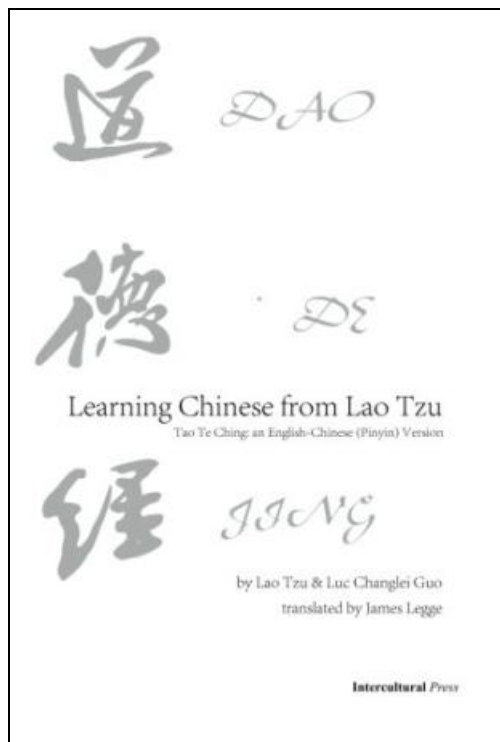 道 DAO
德 DE
Learning Chinese from Lao Tzu
Tao Te Ching: an English-Chinese (Pinyin) Version
经 JING
by Lao Tzu & Luc Changlei Guo
translated by James Legge
Intercultural Press